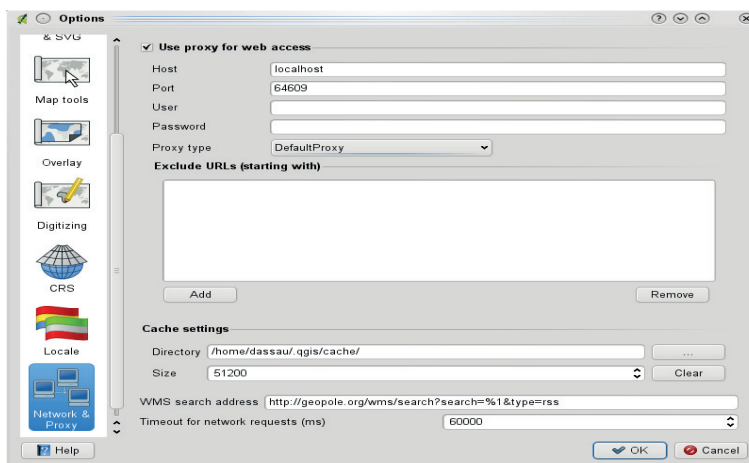 Options
& SVG
Map tools
Overlay
Digitizing
CRS
Locale
Network &
Proxy
Use proxy for web access
Host localhost
Port 64609
User
Password
Proxy type DefaultProxy
Exclude URLs (starting with)
Add Remove
Cache settings
Directory /home/dassau/.qgis/cache/ ...
Size 51200 Clear
WMS search address http://geopole.org/wms/search?search=%1&type=rss
Timeout for network requests (ms) 60000
Help OK Cancel